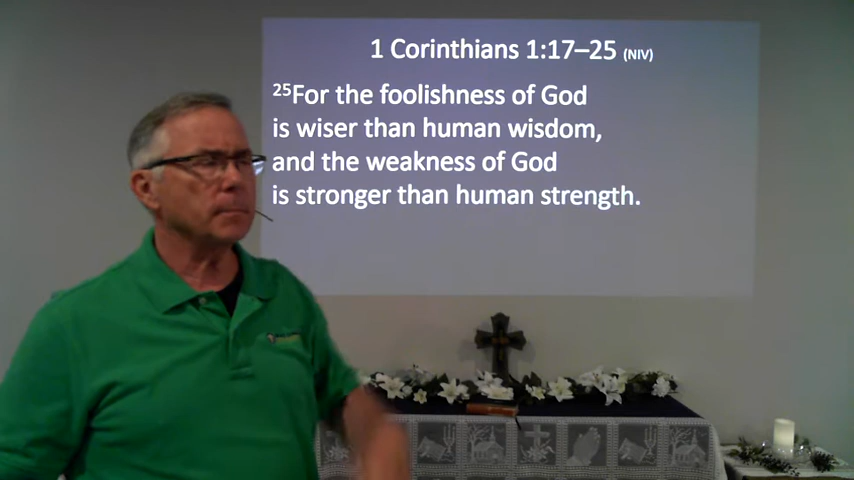 1 Corinthians 1:17–25 (NIV)
25For the foolishness of God
is wiser than human wisdom,
and the weakness of God
is stronger than human strength.